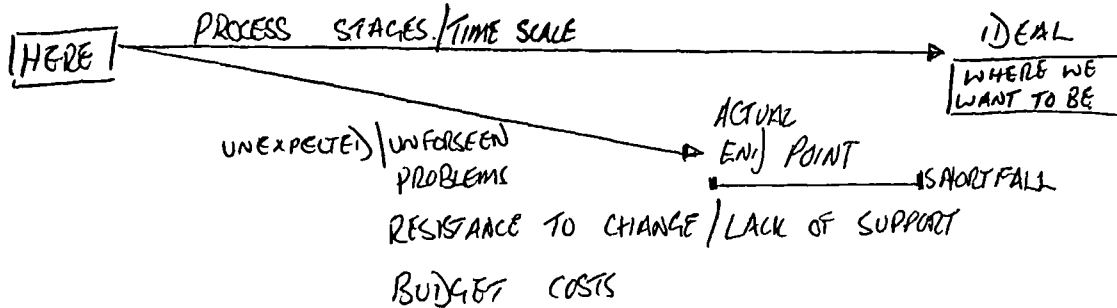 PROCESS STAGES./TIME SCALE
IDEAL
HERE
WHERE WE
WANT TO BE
ACTUAL
END POINT
UNEXPECTED/UNFORSEEN
PROBLEMS
SHORTFALL
RESISTANCE TO CHANGE/LACK OF SUPPORT
BUDGET COSTS